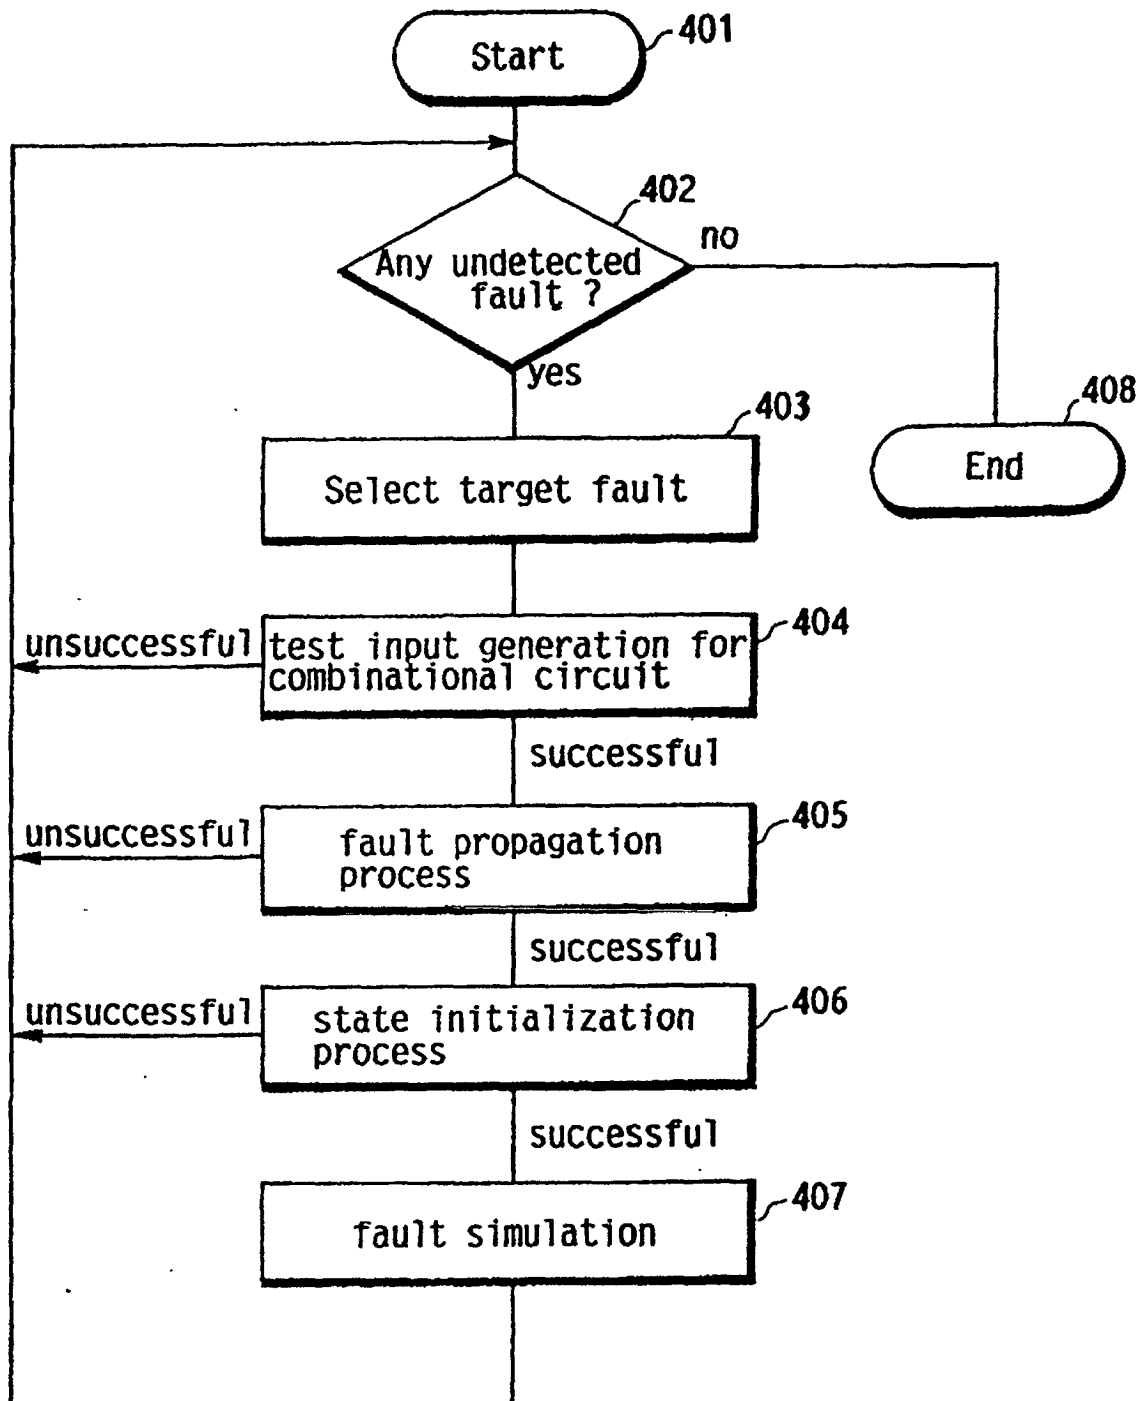 Start
401
402
Any undetected
fault ?
no
yes
403
408
Select target fault
End
404
unsuccessful
test input generation for
combinational circuit
successful
405
unsuccessful
fault propagation
process
successful
406
unsuccessful
state initialization
process
successful
407
fault simulation